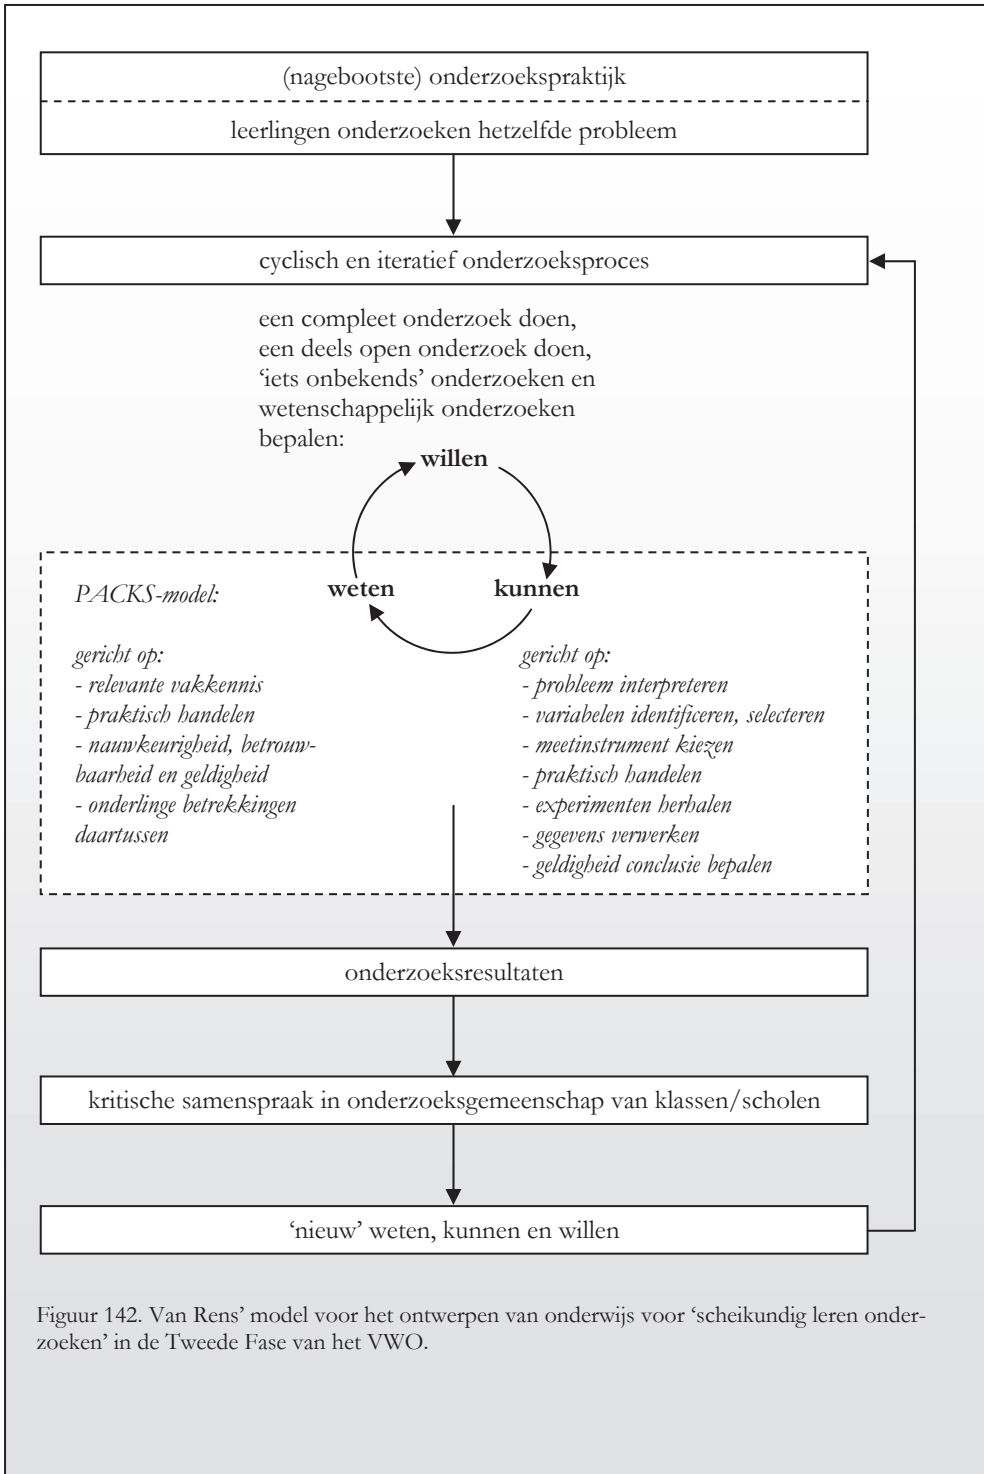 (nagebootste) onderzoekspraktijk
leerlingen onderzoeken hetzelfde probleem
cyclisch en iteratief onderzoeksproces
een compleet onderzoek doen,
een deels open onderzoek doen,
‘iets onbekends’ onderzoeken en
wetenschappelijk onderzoeken
bepalen:
willen
weten
kunnen
PACKS-model:
gericht op:
- relevante vakkennis
- praktisch handelen
- nauwkeurigheid, betrouw-
baarheid en geldigheid
- onderlinge betrekkingen
daartussen
gericht op:
- probleem interpreteren
- variabelen identificeren, selecteren
- meetinstrument kiezen
- praktisch handelen
- experimenten herhalen
- gegevens verwerken
- geldigheid conclusie bepalen
onderzoeksresultaten
kritische samenspraak in onderzoeksgemeenschap van klassen/scholen
‘nieuw’ weten, kunnen en willen
Figuur 142. Van Rens’ model voor het ontwerpen van onderwijs voor ‘scheikundig leren onder-
zoeken’ in de Tweede Fase van het VWO.